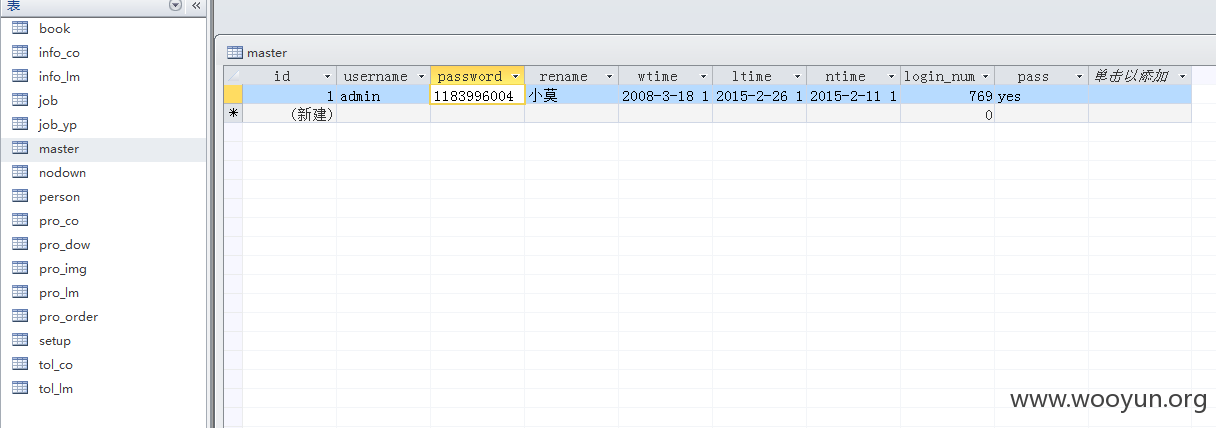 表 «
book
info_co
info_lm
job
job_yp
master
nodown
person
pro_co
pro_dow
pro_img
pro_lm
pro_order
setup
tol_co
tol_lm
master
id username password rename wtime ltime ntime login_num pass 单击以添加
1 admin 1183996004 小莫 2008-3-18 1 2015-2-26 1 2015-2-11 1 769 yes
* (新建) 0
www.wooyun.org